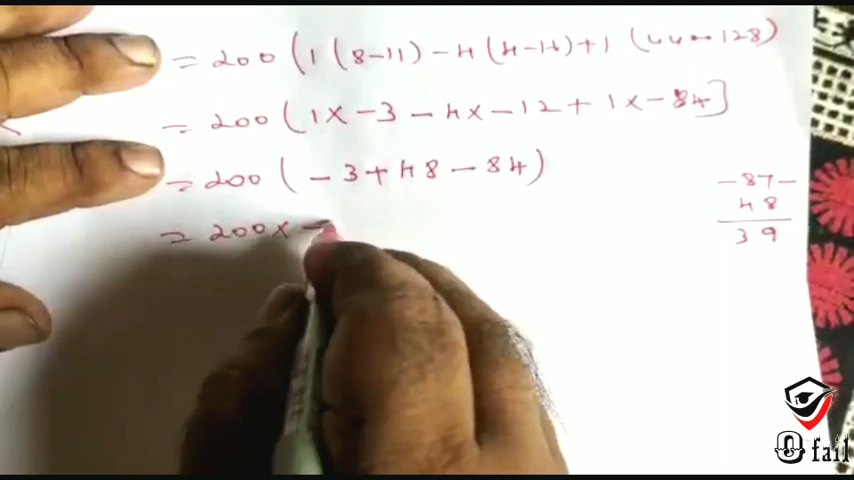 = 200 (1 (8-11) - 4 (4-16) + 1 (44-128)
= 200 (1x -3 - 4x -12 + 1x -84]
= 200 (-3 + 48 - 84)
= 200x -
- 87 -
48
39
0 fail